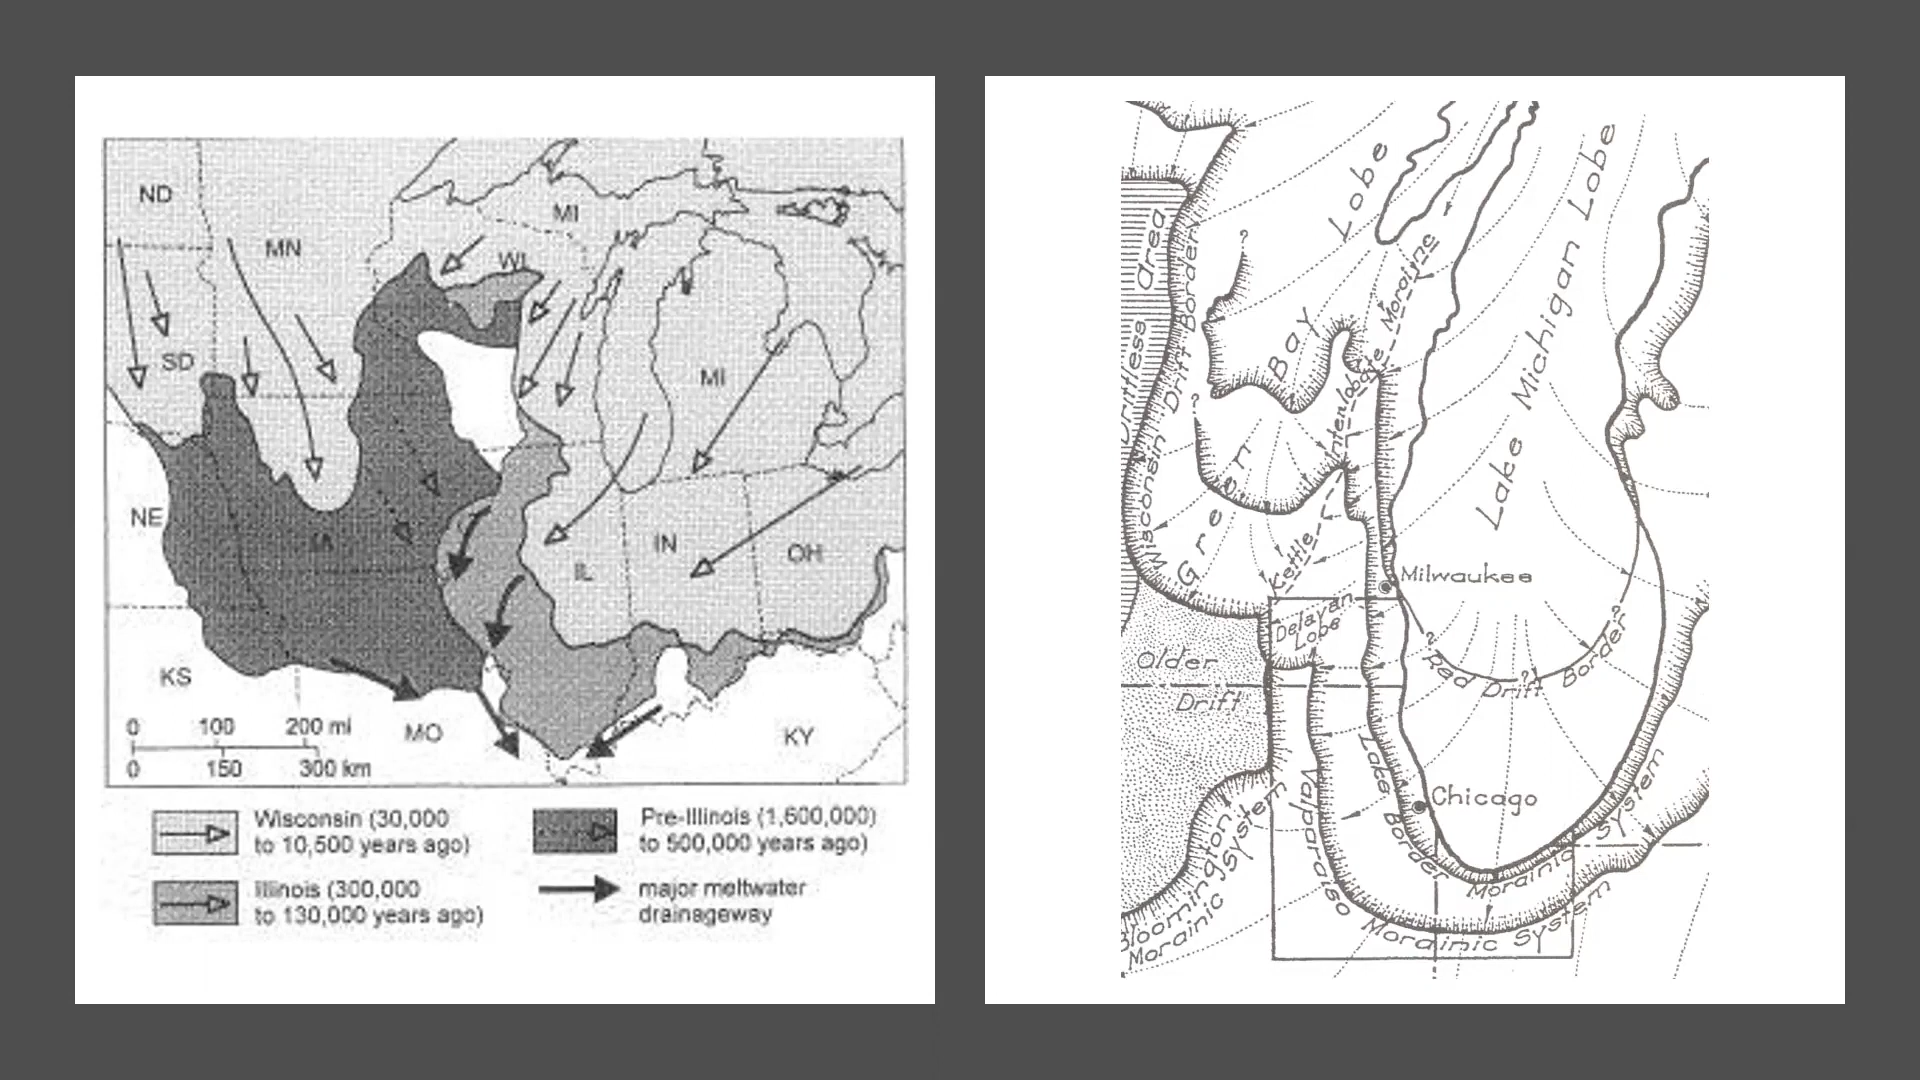 ND
MN
MI
WI
SD
MI
NE
IA
IL
IN
OH
KS
MO
KY
0 100 200 mi
0 150 300 km
Wisconsin (30,000
to 10,500 years ago)
Illinois (300,000
to 130,000 years ago)
Pre-Illinois (1,600,000)
to 500,000 years ago)
major meltwater
drainageway
Driftless Area
Wisconsin Drift Border
Green Bay Lobe
Lake Michigan Lobe
Kettle Interlobate Moraine
?
?
Milwaukee
Delavan
Lobe
Older
Drift
? Red Drift ? Border ?
Chicago
Lake Border Morainic System
Valparaiso Morainic System
Bloomington
Morainic System